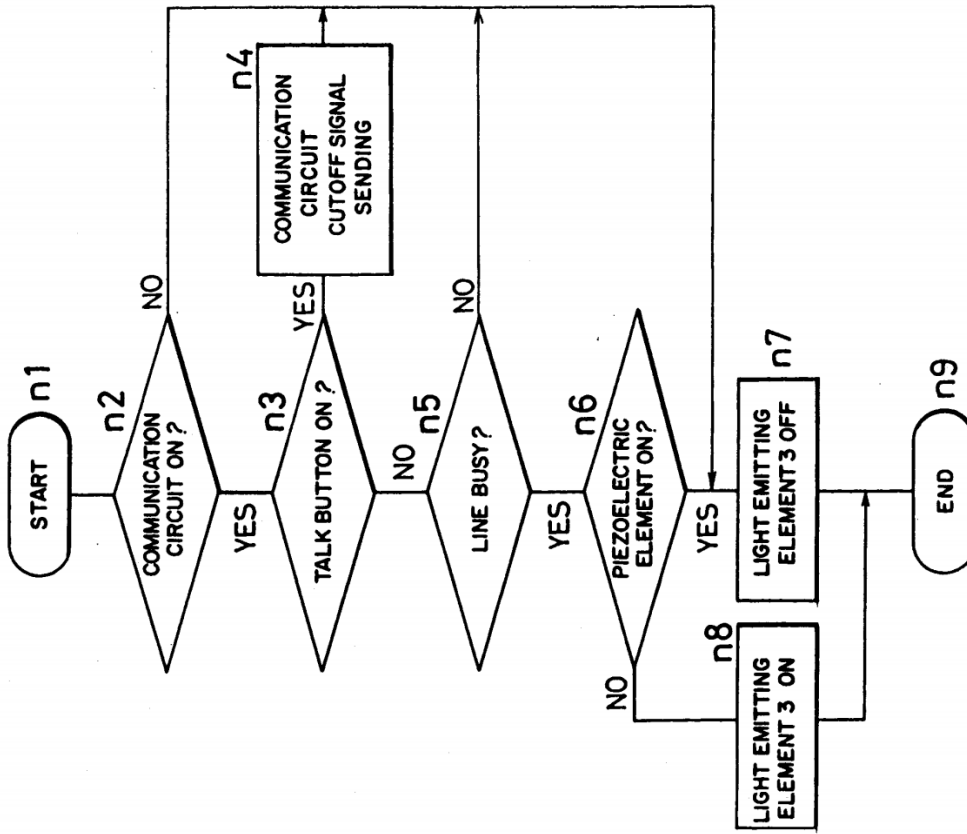 START
n1
n2
COMMUNICATION
CIRCUIT ON?
NO
YES
n3
TALK BUTTON ON?
YES
n4
COMMUNICATION
CIRCUIT
CUTOFF SIGNAL
SENDING
NO
n5
LINE BUSY?
NO
YES
n6
PIEZOELECTRIC
ELEMENT ON?
NO
YES
n8
LIGHT EMITTING
ELEMENT 3 ON
n7
LIGHT EMITTING
ELEMENT 3 OFF
n9
END